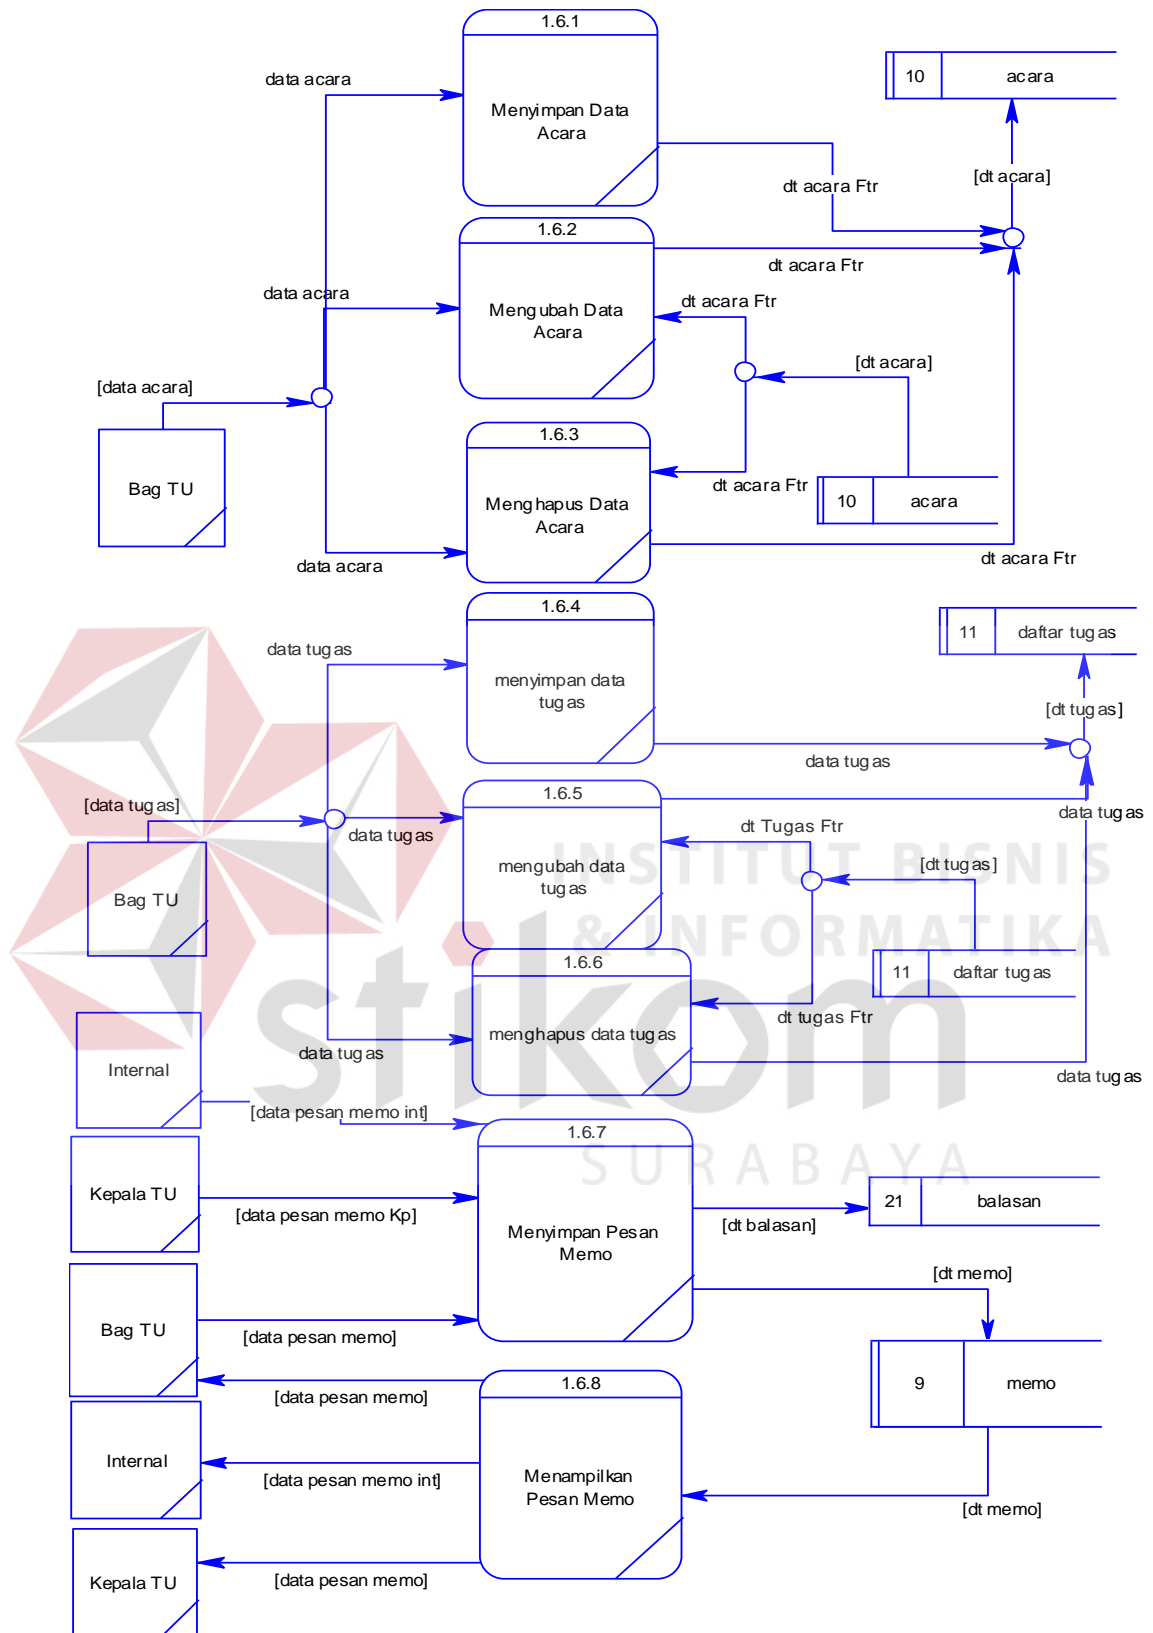 1.6.1
data acara
10
acara
Menyimpan Data
Acara
dt acara Ftr
[dt acara]
1.6.2
dt acara Ftr
data acara
dt acara Ftr
Mengubah Data
Acara
[dt acara]
[data acara]
1.6.3
Bag TU
dt acara Ftr
10
acara
Menghapus Data
Acara
data acara
dt acara Ftr
1.6.4
11
daftar tugas
data tugas
menyimpan data
tugas
[dt tugas]
data tugas
1.6.5
[data tugas]
data tugas
data tugas
dt Tugas Ftr
INSTITUT BISNIS
mengubah data
tugas
[dt tugas]
Bag TU
& INFORMATIKA
1.6.6
11
daftar tugas
stikom
dt tugas Ftr
menghapus data tugas
data tugas
Internal
data tugas
[data pesan memo int]
1.6.7
SURABAYA
Kepala TU
[data pesan memo Kp]
21
balasan
[dt balasan]
Menyimpan Pesan
Memo
[dt memo]
Bag TU
[data pesan memo]
1.6.8
9
memo
[data pesan memo]
Internal
[data pesan memo int]
Menampilkan
Pesan Memo
[dt memo]
Kepala TU
[data pesan memo]